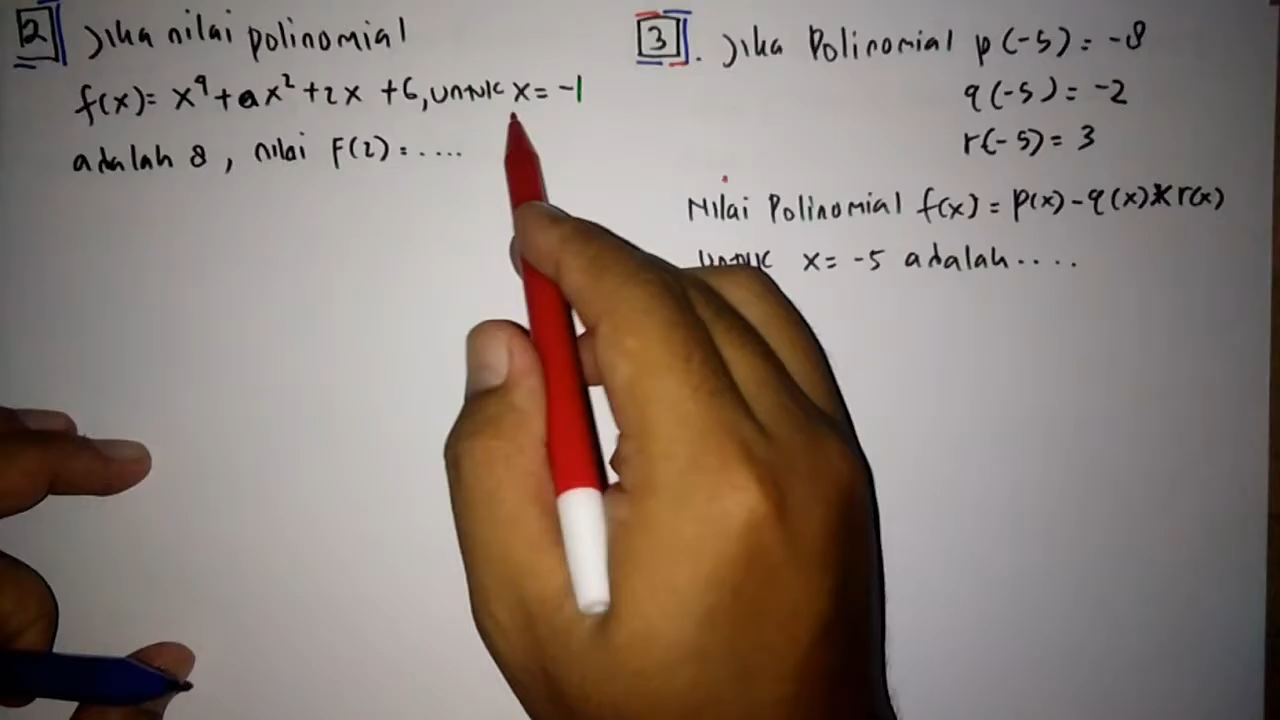 2 Jika nilai polinomial
f(x) = x⁴ + ax² + 2x + 6, untuk x = -1
adalah 8, nilai F(2) = ....
3. Jika Polinomial p(-5) = -8
q(-5) = -2
r(-5) = 3
Nilai Polinomial f(x) = p(x) - q(x) * r(x)
untuk x = -5 adalah ....